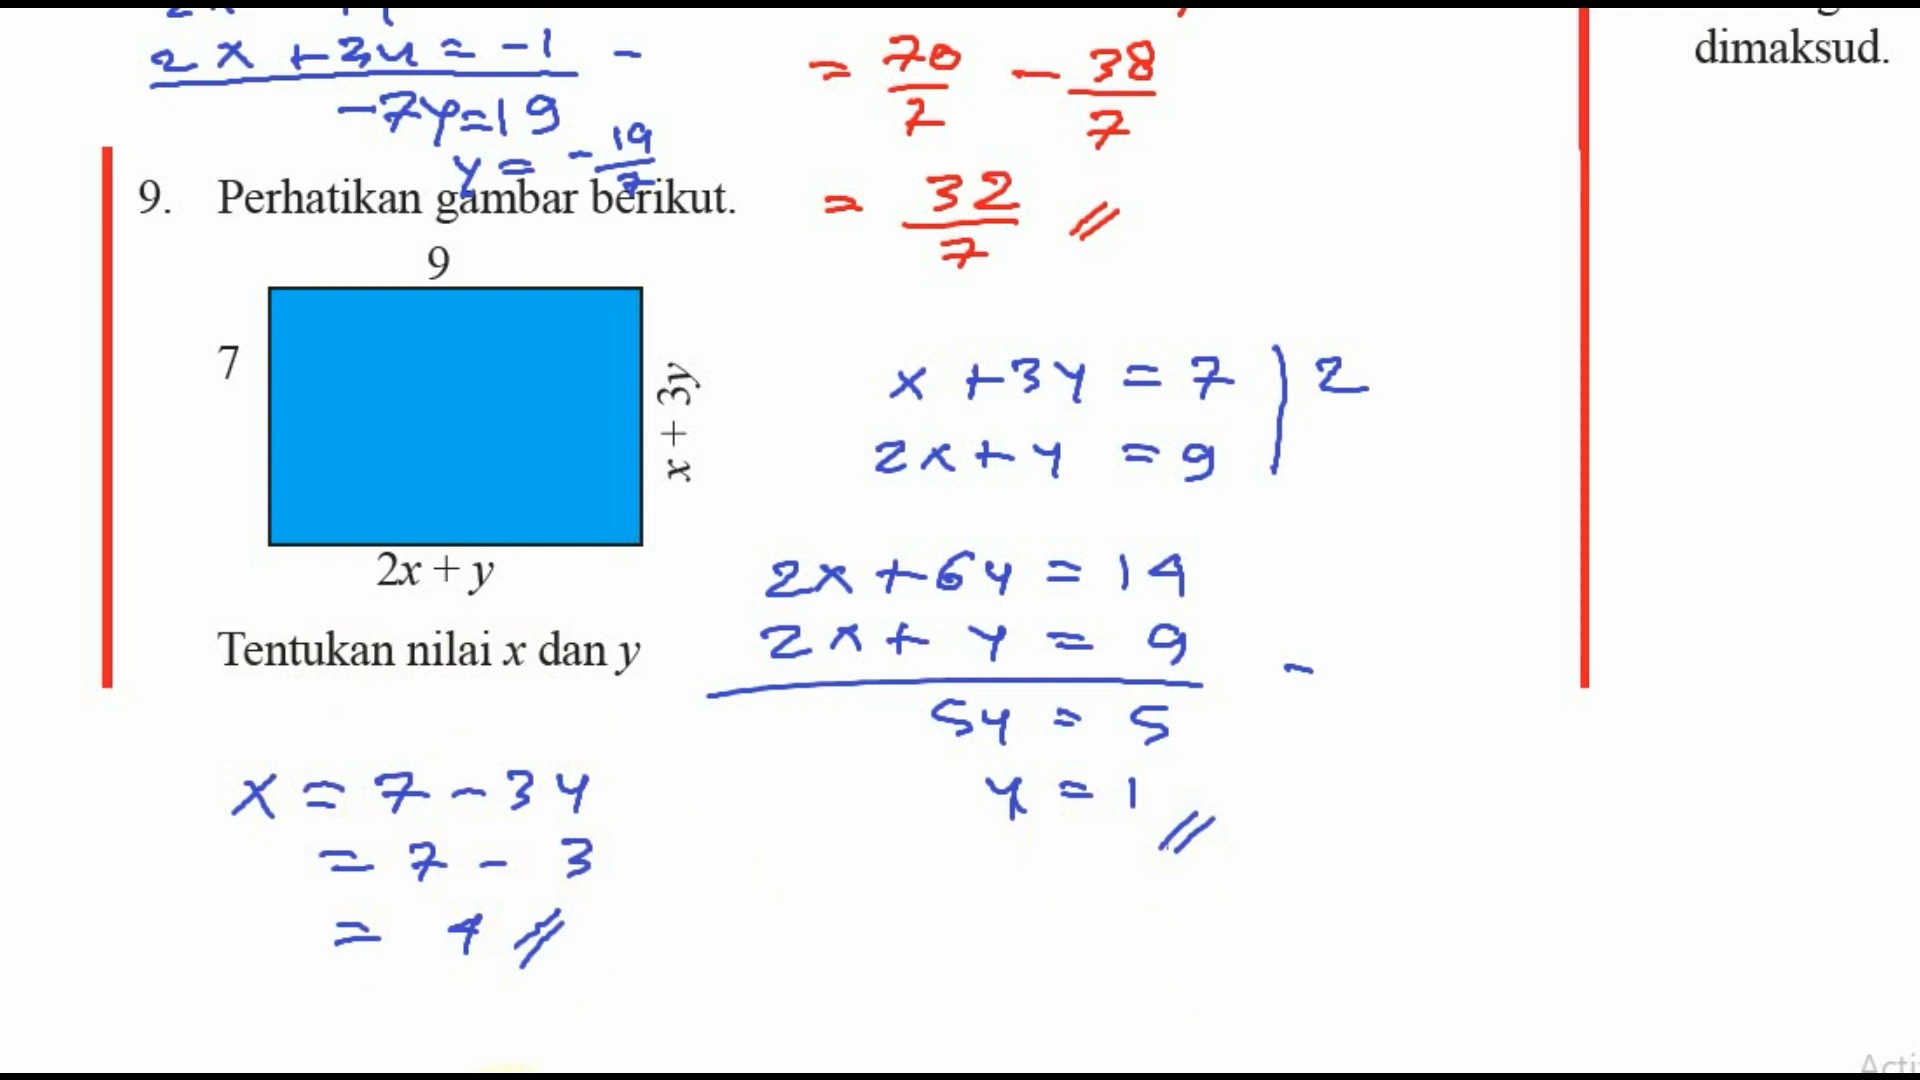 2x + 3y = -1 -
-7y = 19
y = -19/7
= 70/7 - 38/7
= 32/7 //
dimaksud.
9. Perhatikan gambar berikut.
9
7
x + 3y
2x + y
Tentukan nilai x dan y
x + 3y = 7 | 2
2x + y = 9
2x + 6y = 14
2x + y = 9 -
5y = 5
y = 1 //
x = 7 - 3y
= 7 - 3
= 4 //